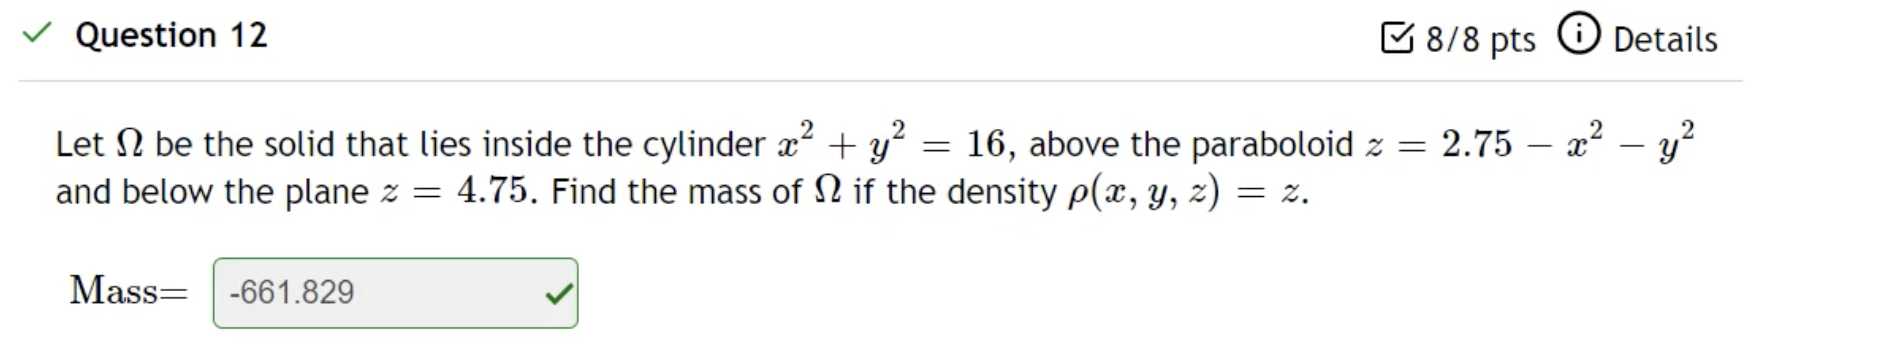 Question 12
8/8 pts Details
Let Ω be the solid that lies inside the cylinder x² + y² = 16, above the paraboloid z = 2.75 − x² − y²
and below the plane z = 4.75. Find the mass of Ω if the density ρ(x, y, z) = z.
Mass= -661.829